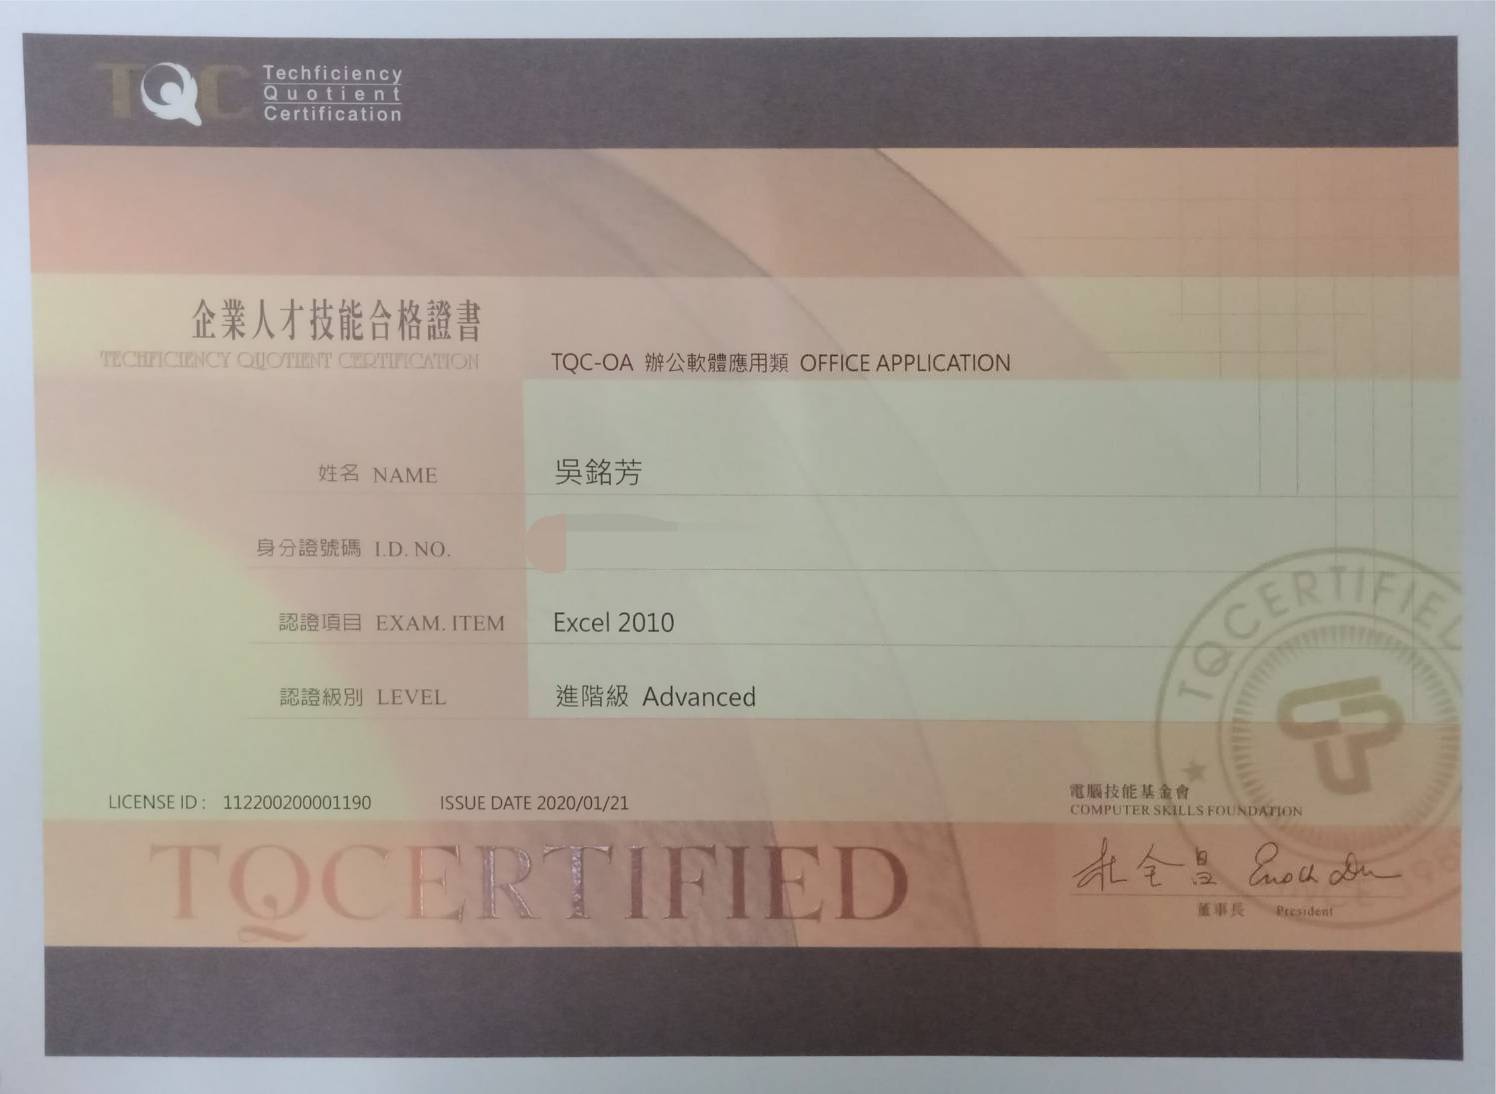 TQC
Techficiency
Quotient
Certification
企業人才技能合格證書
TECHFICIENCY QUOTIENT CERTIFICATION
TQC-OA 辦公軟體應用類 OFFICE APPLICATION
姓名 NAME 吳銘芳
身分證號碼 I.D. NO.
認證項目 EXAM. ITEM Excel 2010
認證級別 LEVEL 進階級 Advanced
LICENSE ID : 112200200001190 ISSUE DATE 2020/01/21
電腦技能基金會
COMPUTER SKILLS FOUNDATION
TQCERTIFIED
TQCERTIFIED
杜全昌 Enoch Du
董事長 President